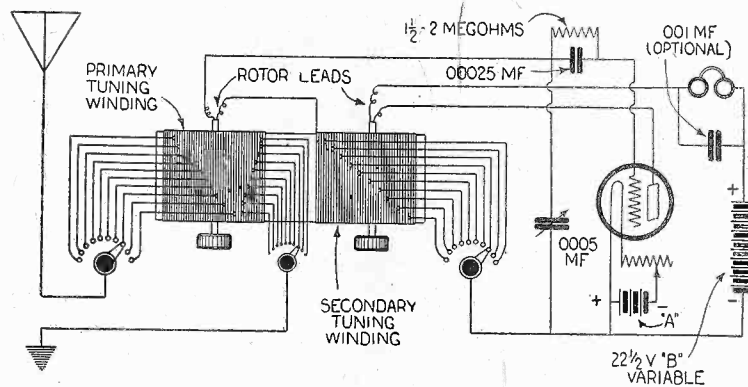 1½-2 MEGOHMS
.001 MF
(OPTIONAL)
PRIMARY
TUNING
WINDING
ROTOR LEADS
.00025 MF
.0005
MF
SECONDARY
TUNING
WINDING
+
-
+
-
"A"
22½ V "B"
VARIABLE